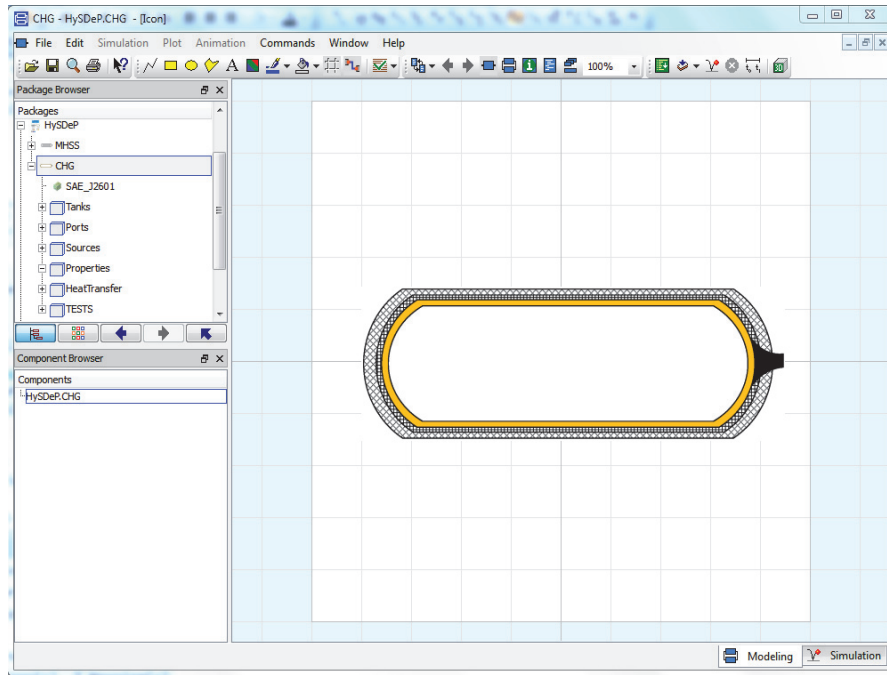 CHG - HySDeP.CHG - [Icon]
File Edit Simulation Plot Animation Commands Window Help
A 100% 3D
Package Browser
Packages
HySDeP
MHSS
CHG
SAE_J2601
Tanks
Ports
Sources
Properties
HeatTransfer
TESTS
Component Browser
Components
HySDeP.CHG
Modeling Simulation